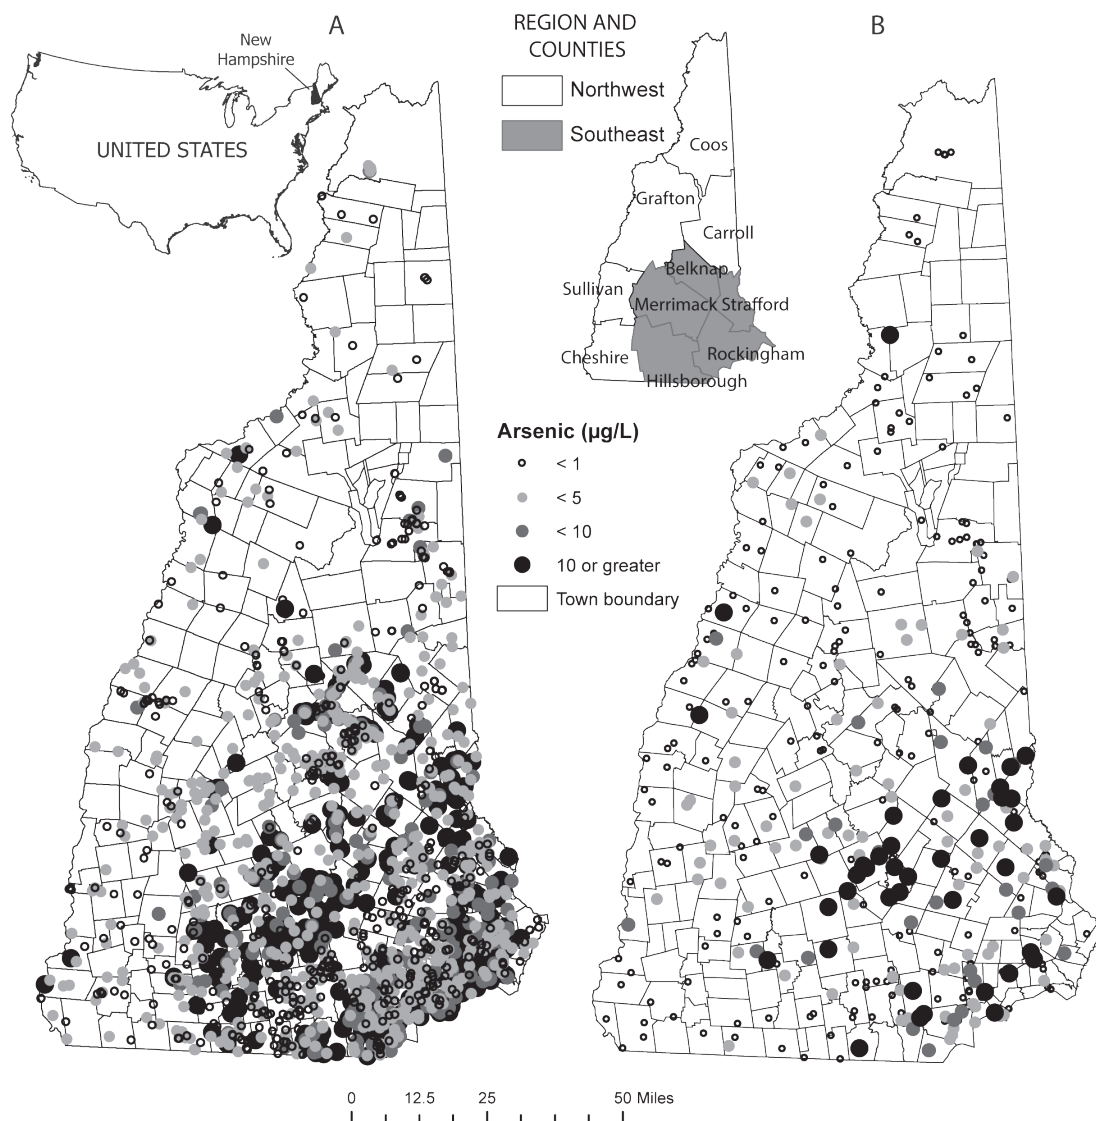 A
New
Hampshire
UNITED STATES
REGION AND
COUNTIES
Northwest
Southeast
Coos
Grafton
Carroll
Belknap
Sullivan
Merrimack
Strafford
Cheshire
Rockingham
Hillsborough
B
Arsenic (µg/L)
< 1
< 5
< 10
10 or greater
Town boundary
0
12.5
25
50 Miles